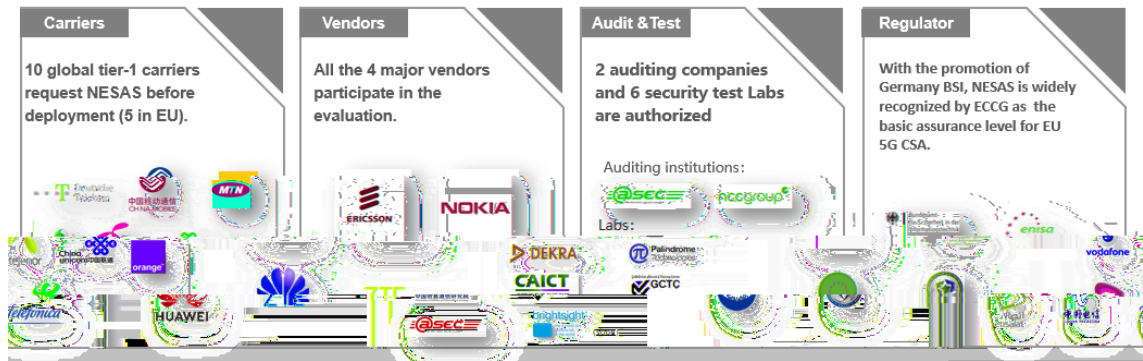 Carriers
10 global tier-1 carriers
request NESAS before
deployment (5 in EU).
Deutsche
Telekom
中国移动通信
CHINA MOBILE
MTN
China
unicom中国联通
orange
Telefónica
HUAWEI
Vendors
All the 4 major vendors
participate in the
evaluation.
ERICSSON
NOKIA
Audit &Test
2 auditing companies
and 6 security test Labs
are authorized
Auditing institutions:
@sec
nccgroup
Labs:
DEKRA
Palindrome
Technologies
CAICT
GCTC
@sec
brightsight
Regulator
With the promotion of
Germany BSI, NESAS is widely
recognized by ECCG as the
basic assurance level for EU
5G CSA.
enisa
vodafone
中国电信